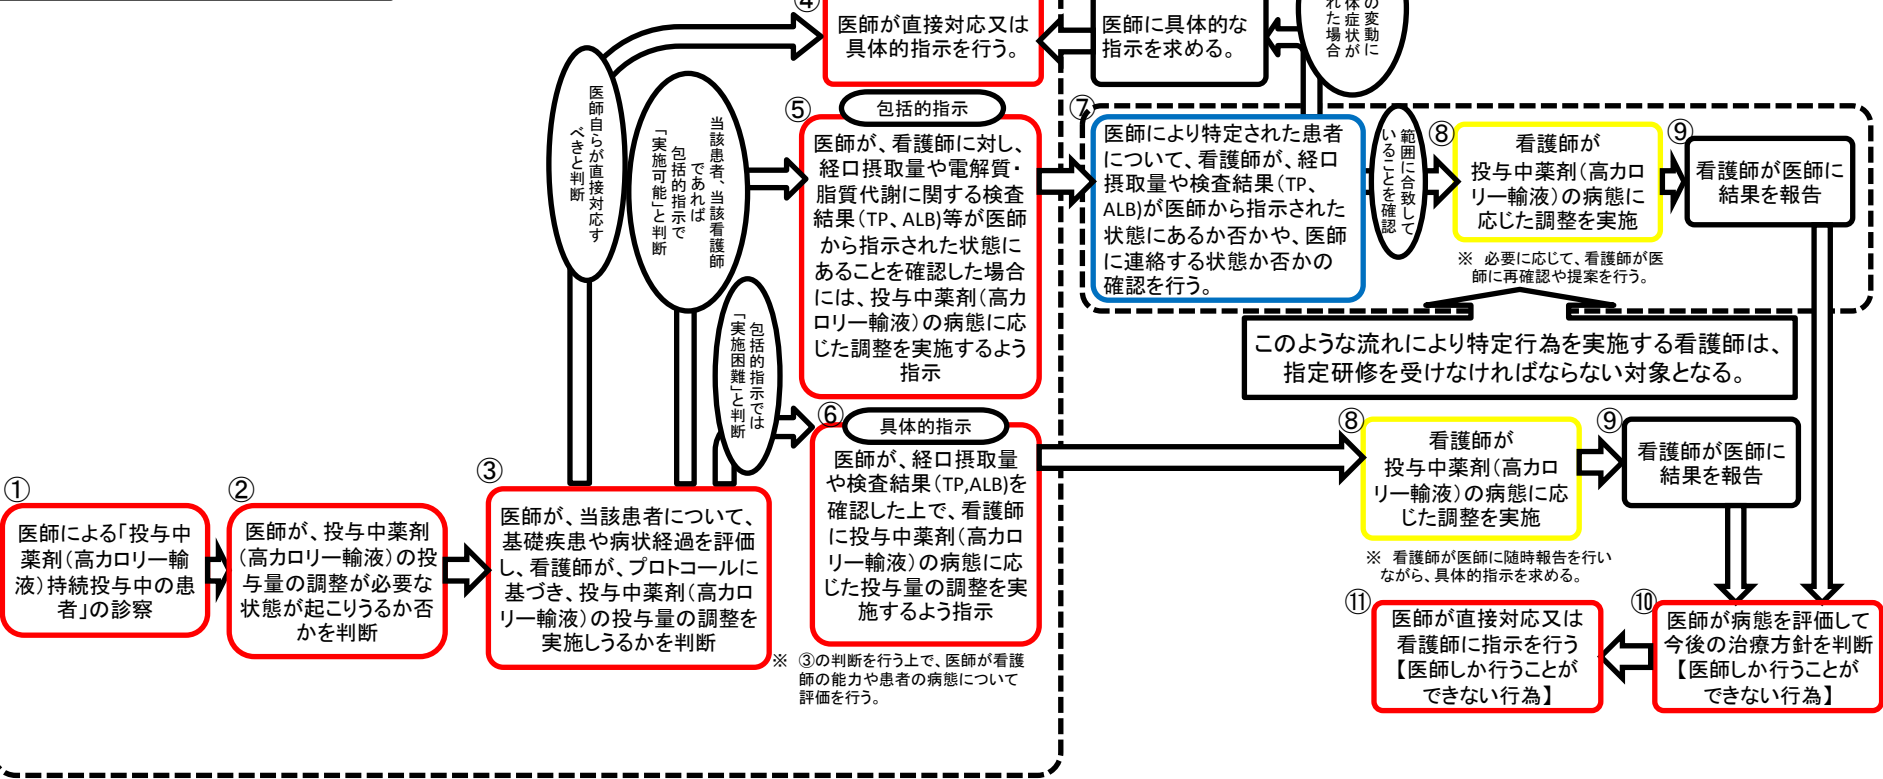 ①
医師による「投与中
薬剤（高カロリー輸
液）持続投与中の患
者」の診察
②
医師が、投与中薬剤
（高カロリー輸液）の投
与量の調整が必要な
状態が起こりうるか否
かを判断
③
医師が、当該患者について、
基礎疾患や病状経過を評価
し、看護師が、プロトコールに
基づき、投与中薬剤（高カロ
リー輸液）の投与量の調整を
実施しうるかを判断
医師自らが直接対応す
べきと判断
当該患者、当該看護師
であれば
包括的指示で
「実施可能」と判断
包括的指示では
「実施困難」と判断
④
医師が直接対応又は
具体的指示を行う。
⑤
包括的指示
医師が、看護師に対し、
経口摂取量や電解質・
脂質代謝に関する検査
結果（TP、ALB）等が医師
から指示された状態に
あることを確認した場合
には、投与中薬剤（高カ
ロリー輸液）の病態に応
じた調整を実施するよう
指示
⑥
具体的指示
医師が、経口摂取量
や検査結果（TP,ALB)を
確認した上で、看護師
に投与中薬剤（高カロ
リー輸液）の病態に応
じた投与量の調整を実
施するよう指示
※ ③の判断を行う上で、医師が看護
師の能力や患者の病態について
評価を行う。
医師に具体的な
指示を求める。
の変動に
体症状が
れた場合
⑦
医師により特定された患者
について、看護師が、経口
摂取量や検査結果（TP、
ALB)が医師から指示された
状態にあるか否かや、医師
に連絡する状態か否かの
確認を行う。
範囲に合致して
いることを確認
⑧
看護師が
投与中薬剤（高カロ
リー輸液）の病態に
応じた調整を実施
※ 必要に応じて、看護師が医
師に再確認や提案を行う。
⑨
看護師が医師に
結果を報告
このような流れにより特定行為を実施する看護師は、
指定研修を受けなければならない対象となる。
⑧
看護師が
投与中薬剤（高カロ
リー輸液）の病態に応
じた調整を実施
※ 看護師が医師に随時報告を行い
ながら、具体的指示を求める。
⑨
看護師が医師に
結果を報告
⑩
医師が病態を評価して
今後の治療方針を判断
【医師しか行うことが
できない行為】
⑪
医師が直接対応又は
看護師に指示を行う
【医師しか行うことが
できない行為】